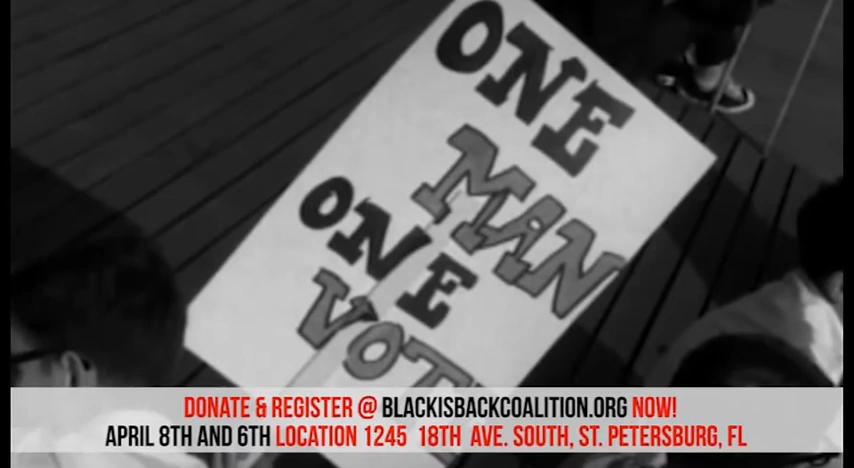 ONE
MAN
ONE
VOTE
DONATE & REGISTER @ BLACKISBACKCOALITION.ORG NOW!
APRIL 8TH AND 6TH LOCATION 1245 18TH AVE. SOUTH, ST. PETERSBURG, FL